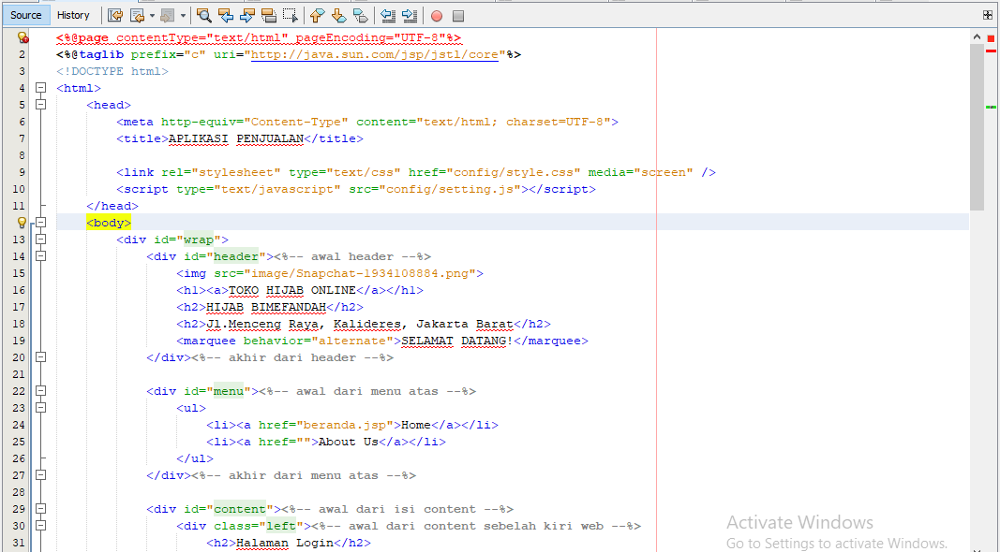 Source History
<%@page contentType="text/html" pageEncoding="UTF-8"%>
2 <%@taglib prefix="c" uri="http://java.sun.com/jsp/jstl/core"%>
3 <!DOCTYPE html>
4 <html>
5 <head>
6 <meta http-equiv="Content-Type" content="text/html; charset=UTF-8">
7 <title>APLIKASI PENJUALAN</title>
8
9 <link rel="stylesheet" type="text/css" href="config/style.css" media="screen" />
10 <script type="text/javascript" src="config/setting.js"></script>
11 </head>
<body>
13 <div id="wrap">
14 <div id="header"><%-- awal header --%>
15 <img src="image/Snapchat-1934108884.png">
16 <h1><a>TOKO HIJAB ONLINE</a></h1>
17 <h2>HIJAB BIMEFANDAH</h2>
18 <h2>Jl.Menceng Raya, Kalideres, Jakarta Barat</h2>
19 <marquee behavior="alternate">SELAMAT DATANG!</marquee>
20 </div><%-- akhir dari header --%>
21
22 <div id="menu"><%-- awal dari menu atas --%>
23 <ul>
24 <li><a href="beranda.jsp">Home</a></li>
25 <li><a href="">About Us</a></li>
26 </ul>
27 </div><%-- akhir dari menu atas --%>
28
29 <div id="content"><%-- awal dari isi content --%>
30 <div class="left"><%-- awal dari content sebelah kiri web --%>
31 <h2>Halaman Login</h2>
Activate Windows
Go to Settings to activate Windows.